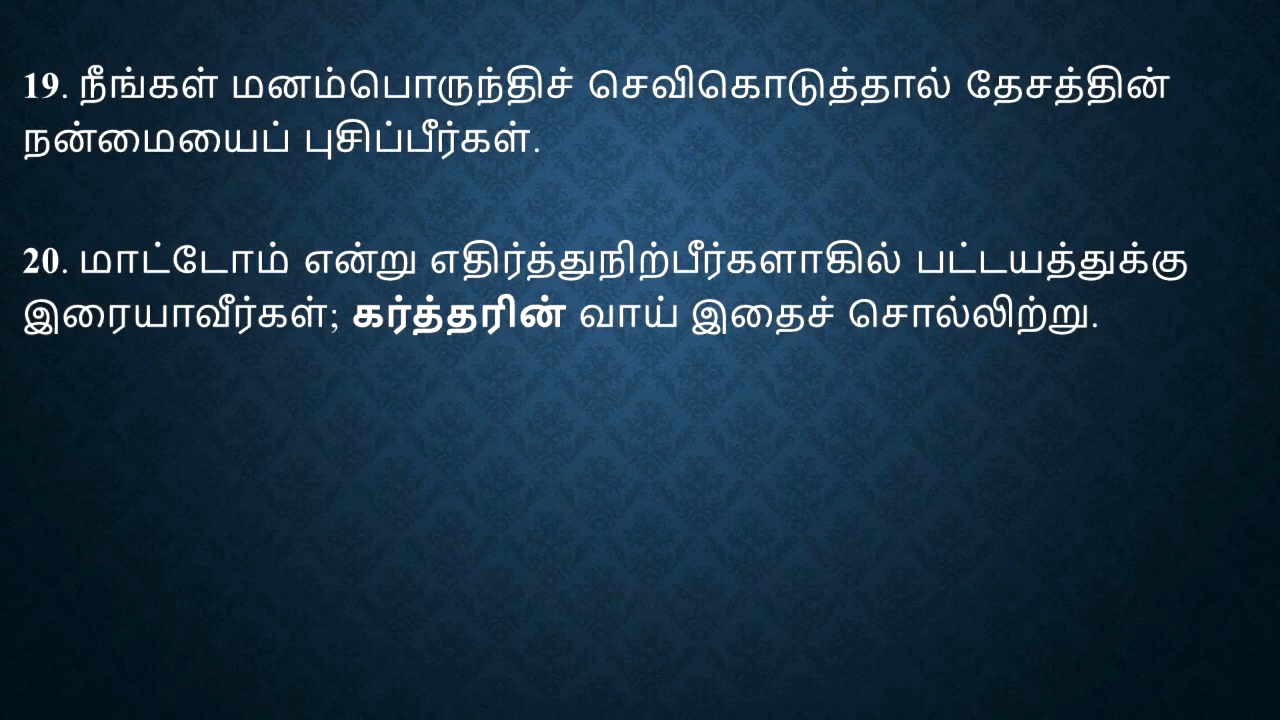 19. நீங்கள் மனம்பொருந்திச் செவிகொடுத்தால் தேசத்தின்
நன்மையைப் புசிப்பீர்கள்.
20. மாட்டோம் என்று எதிர்த்துநிற்பீர்களாகில் பட்டயத்துக்கு
இரையாவீர்கள்; கர்த்தரின் வாய் இதைச் சொல்லிற்று.